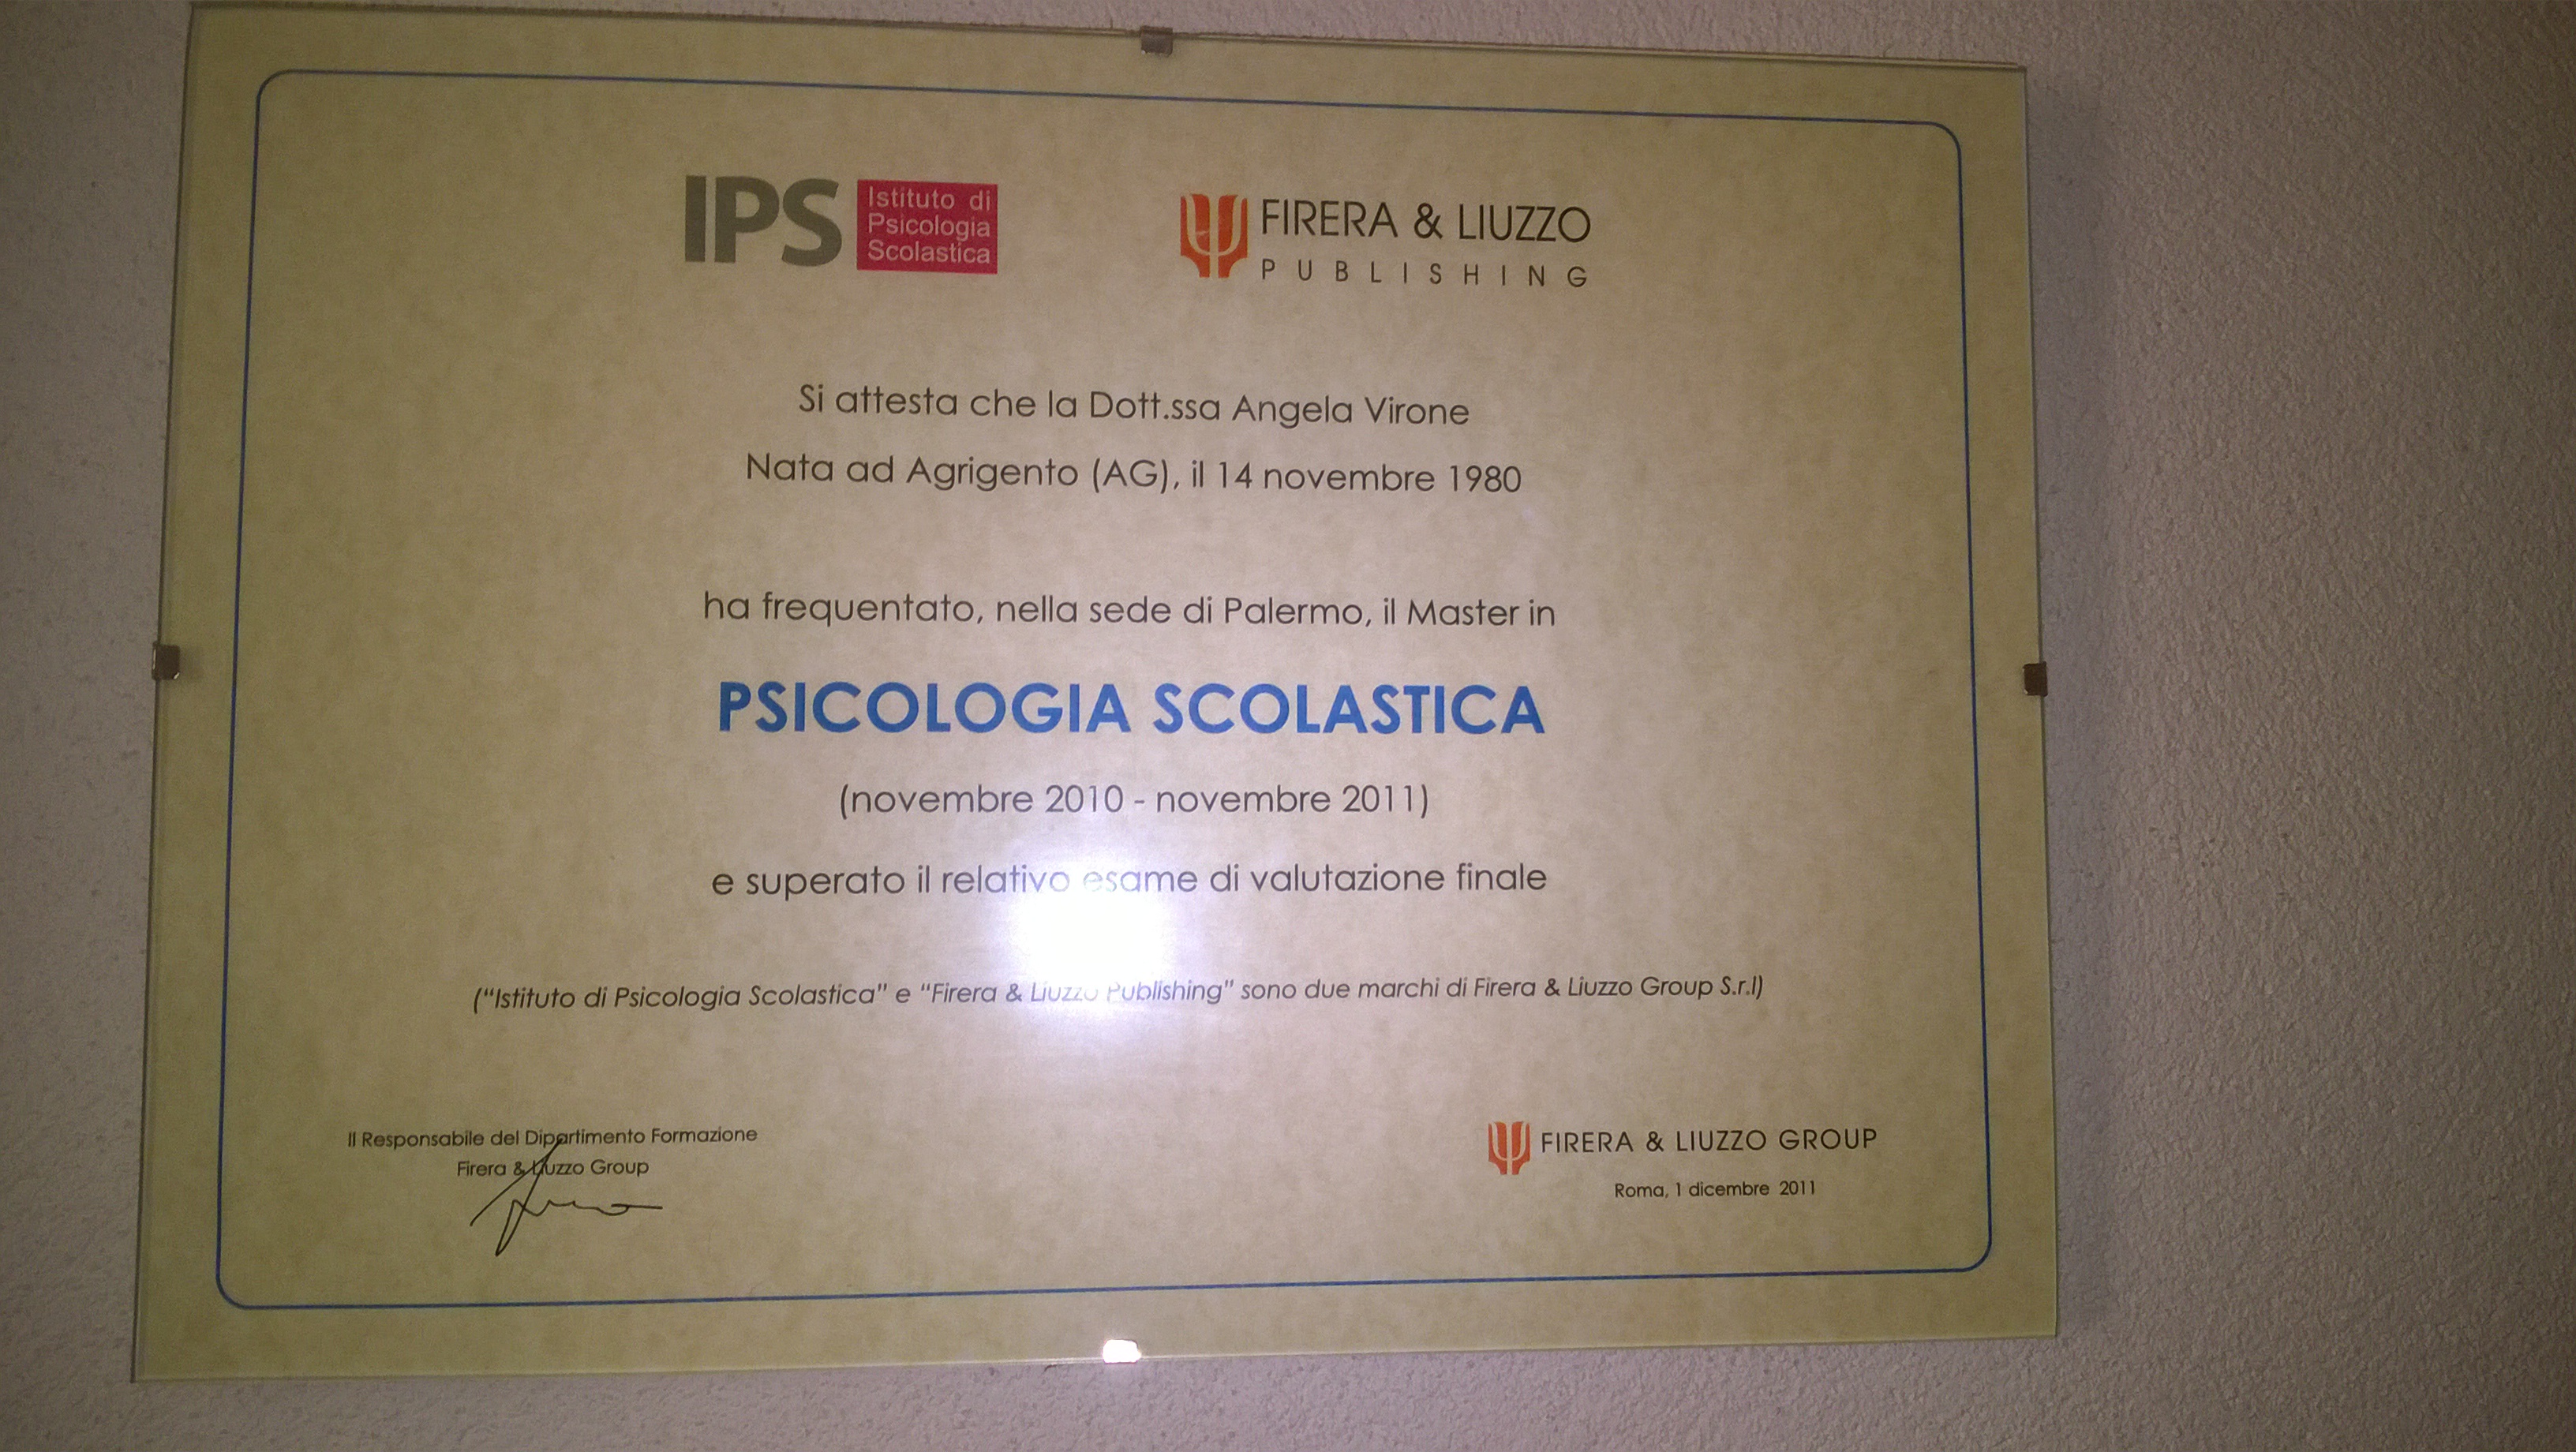 IPS
Istituto di
Psicologia
Scolastica
FIRERA & LIUZZO
PUBLISHING
Si attesta che la Dott.ssa Angela Virone
Nata ad Agrigento (AG), il 14 novembre 1980
ha frequentato, nella sede di Palermo, il Master in
PSICOLOGIA SCOLASTICA
(novembre 2010 - novembre 2011)
e superato il relativo esame di valutazione finale
("Istituto di Psicologia Scolastica" e "Firera & Liuzzo Publishing" sono due marchi di Firera & Liuzzo Group S.r.l)
Il Responsabile del Dipartimento Formazione
Firera & Liuzzo Group
FIRERA & LIUZZO GROUP
Roma, 1 dicembre 2011